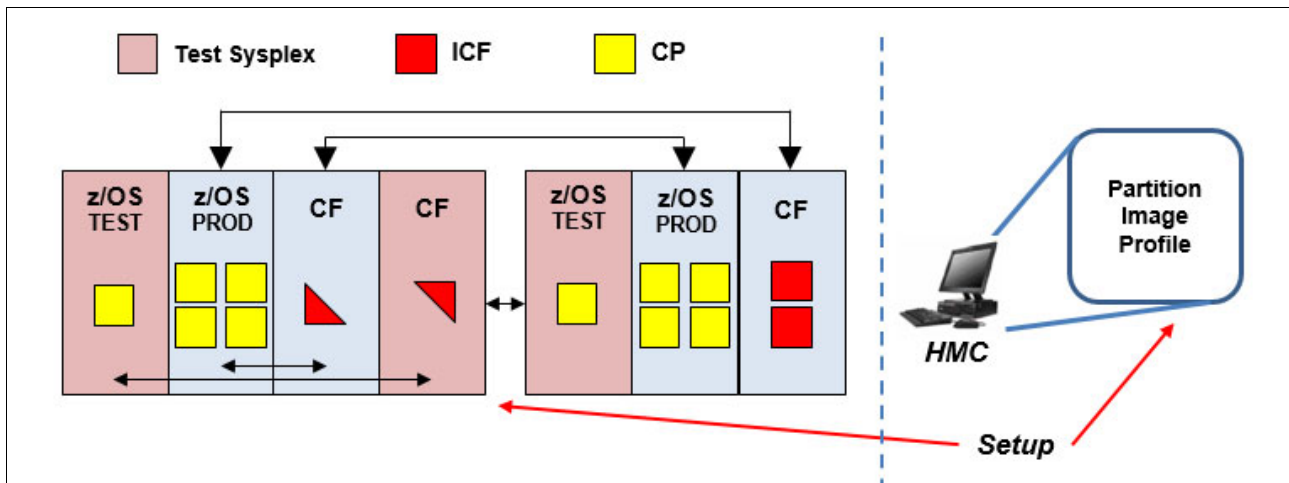 Test Sysplex
ICF
CP
z/OS
TEST
z/OS
PROD
CF
CF
z/OS
TEST
z/OS
PROD
CF
Partition
Image
Profile
HMC
Setup